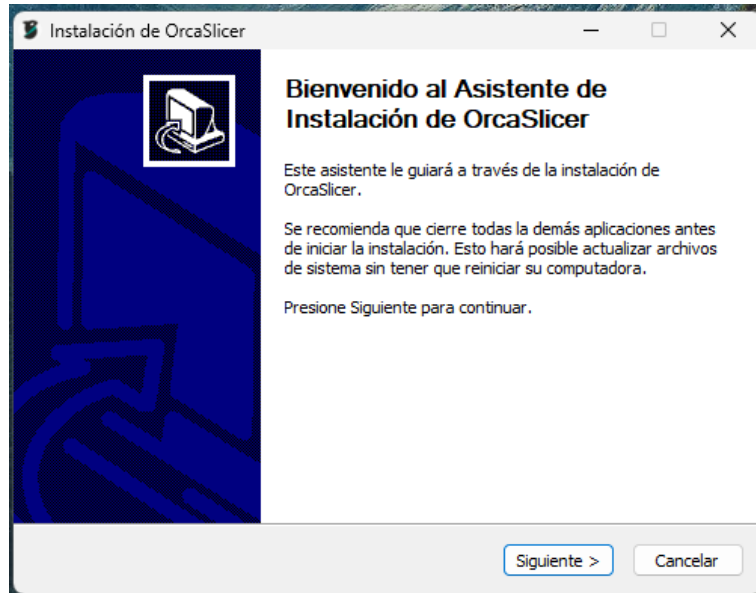 Instalación de OrcaSlicer
Bienvenido al Asistente de
Instalación de OrcaSlicer
Este asistente le guiará a través de la instalación de
OrcaSlicer.
Se recomienda que cierre todas la demás aplicaciones antes
de iniciar la instalación. Esto hará posible actualizar archivos
de sistema sin tener que reiniciar su computadora.
Presione Siguiente para continuar.
Siguiente >
Cancelar